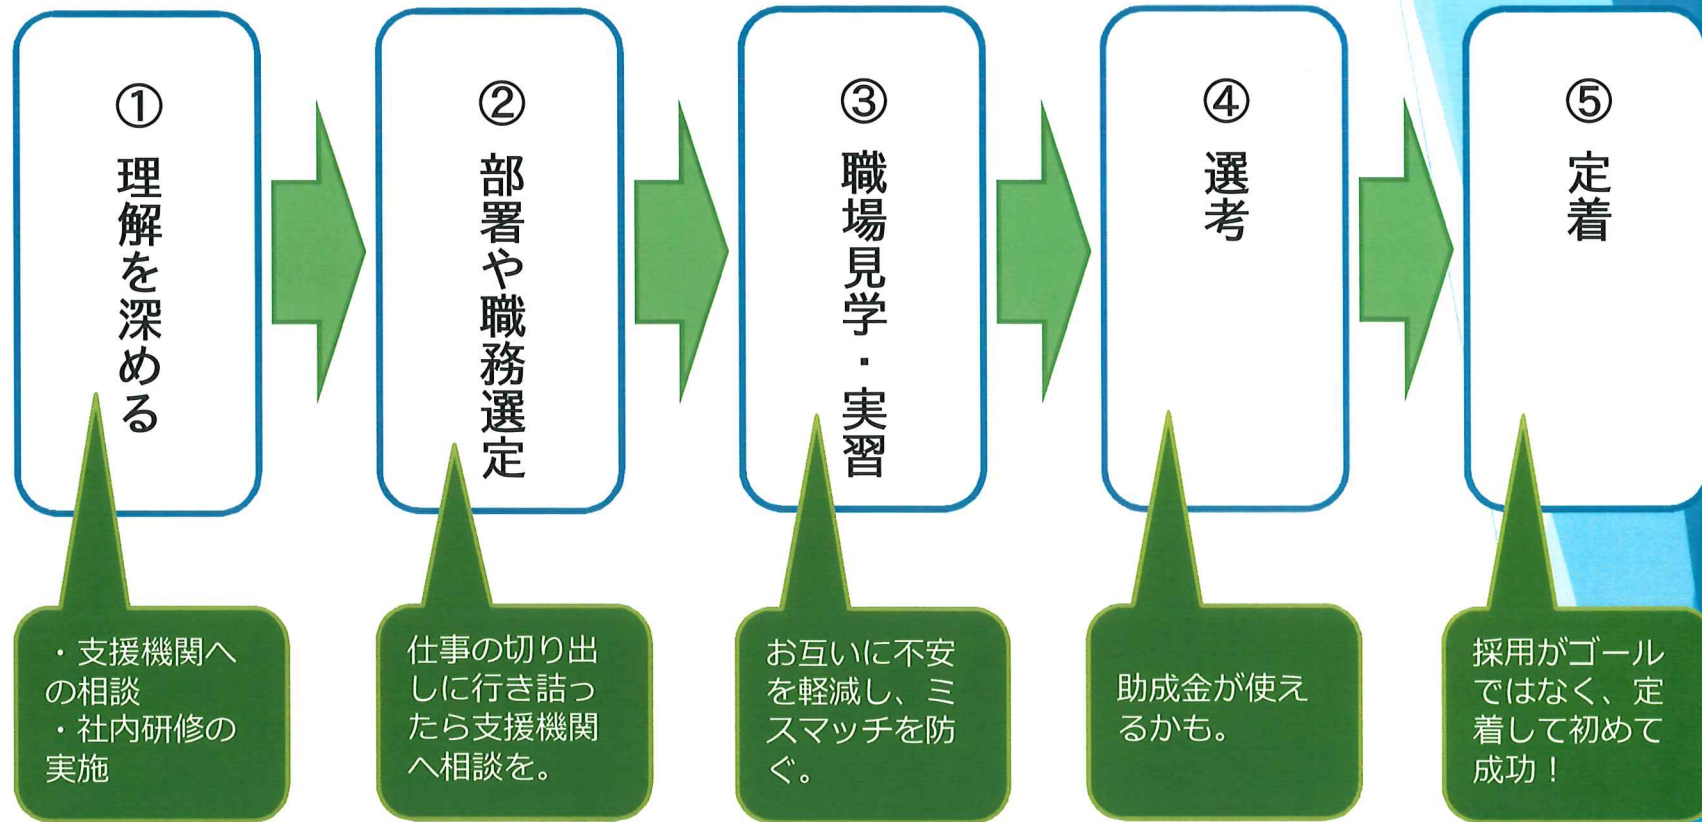 ① 理解を深める
② 部署や職務選定
③ 職場見学・実習
④ 選考
⑤ 定着
・支援機関へ
の相談
・社内研修の
実施
仕事の切り出
しに行き詰っ
たら支援機関
へ相談を。
お互いに不安
を軽減し、ミ
スマッチを防
ぐ。
助成金が使え
るかも。
採用がゴール
ではなく、定
着して初めて
成功！